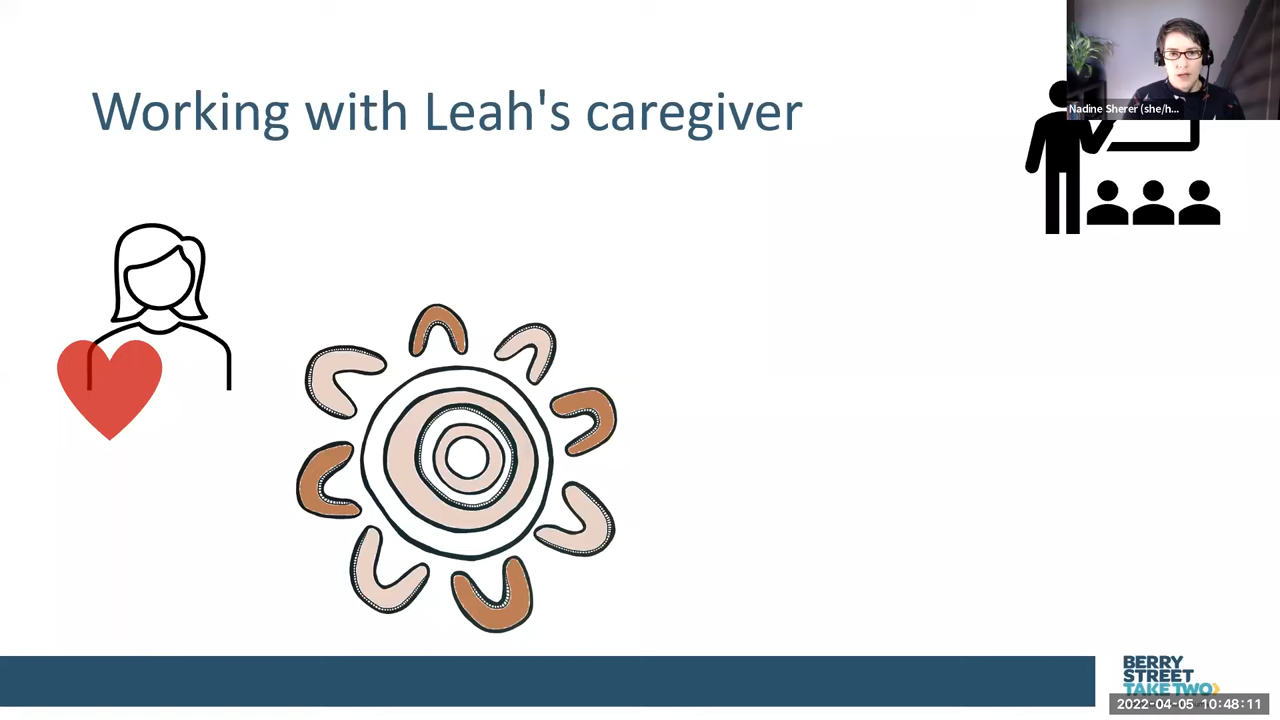 Working with Leah's caregiver
Nadine Sherer (she/h...
BERRY
STREET
TAKE TWO
2022-04-05 10:48:11